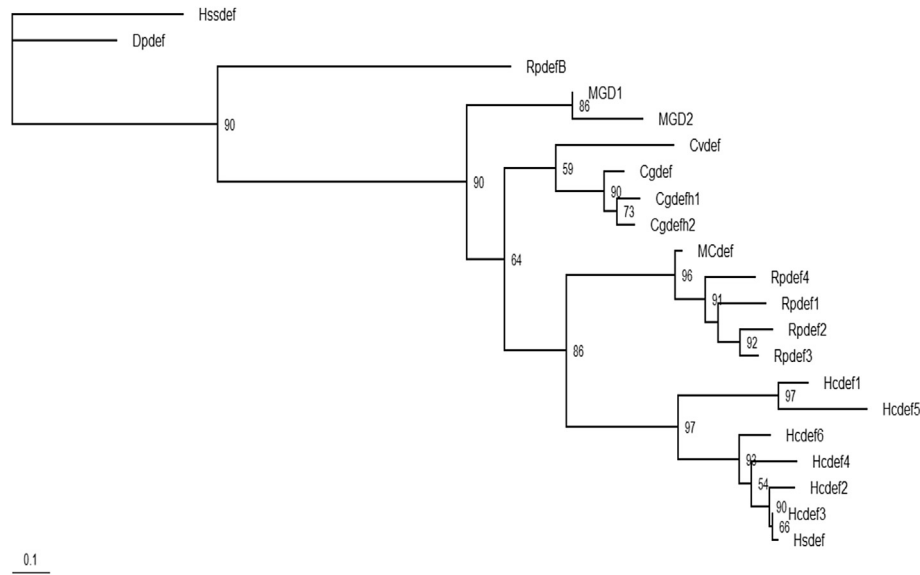 Hssdef
Dpdef
RpdefB
MGD1
86
MGD2
90
Cvdef
59
Cgdef
90
Cgdefh1
73
Cgdefh2
90
64
MCdef
96
Rpdef4
91
Rpdef1
Rpdef2
92
Rpdef3
86
Hcdef1
97
Hcdef5
97
Hcdef6
93
Hcdef4
54
Hcdef2
90
Hcdef3
66
Hsdef
0.1